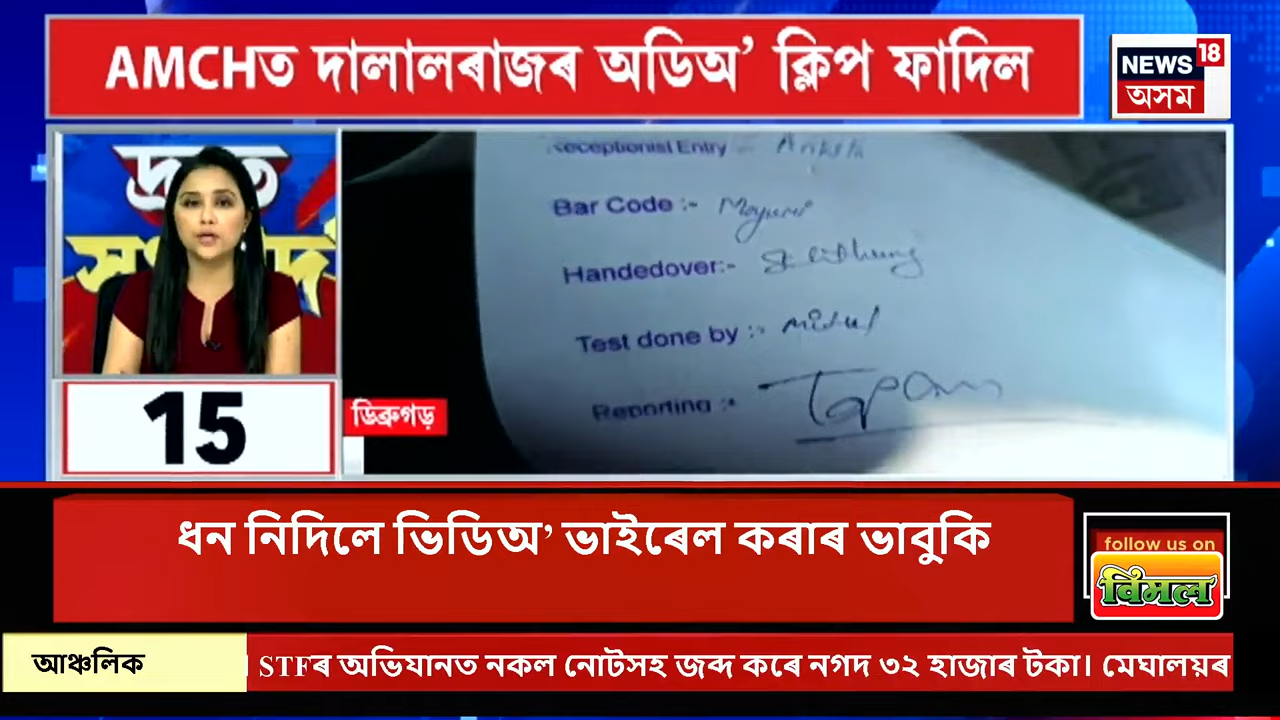 AMCHত দালালৰাজৰ অডিঅ’ ক্লিপ ফাদিল
NEWS 18
অসম
দ্ৰুত
সংবাদ
Receptionist Entry :-
Bar Code :- Mayuri
Handedover:-
Test done by :- Mitul
Reporting :-
15
ডিব্ৰুগড়
ধন নিদিলে ভিডিঅ’ ভাইৰেল কৰাৰ ভাবুকি
follow us on
विमल
আঞ্চলিক
। STFৰ অভিযানত নকল নোটসহ জব্দ কৰে নগদ ৩২ হাজাৰ টকা। মেঘালয়ৰ